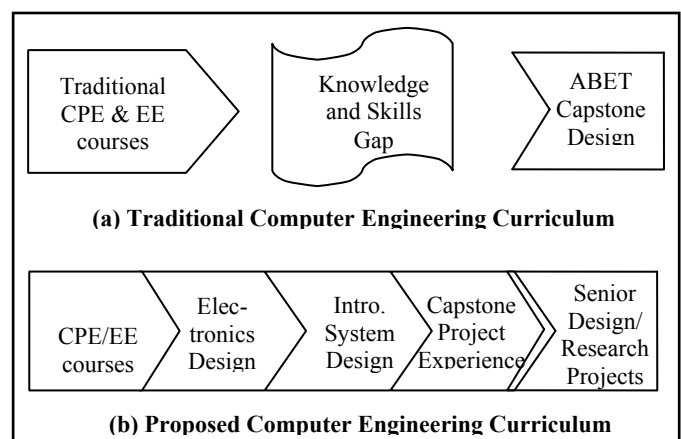 Traditional
CPE & EE
courses
Knowledge
and Skills
Gap
ABET
Capstone
Design
(a) Traditional Computer Engineering Curriculum
CPE/EE
courses
Elec-
tronics
Design
Intro.
System
Design
Capstone
Project
Experience
Senior
Design/
Research
Projects
(b) Proposed Computer Engineering Curriculum